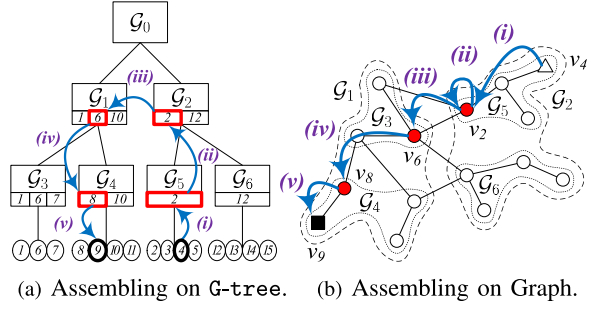 𝒢₀
(iii)
𝒢₁ 𝒢₂
1 6 10 2 12
(iv) (ii)
𝒢₃ 𝒢₄ 𝒢₅ 𝒢₆
1 6 7 8 10 2 12
(v) (i)
1 6 7 8 9 10 11 2 3 4 5 12 13 14 15
(a) Assembling on G-tree.
(i)
(ii)
(iii) v₄
𝒢₁ 𝒢₅ 𝒢₂
𝒢₃ v₂
(iv) v₆
(v) v₈ 𝒢₆
𝒢₄
v₉
(b) Assembling on Graph.